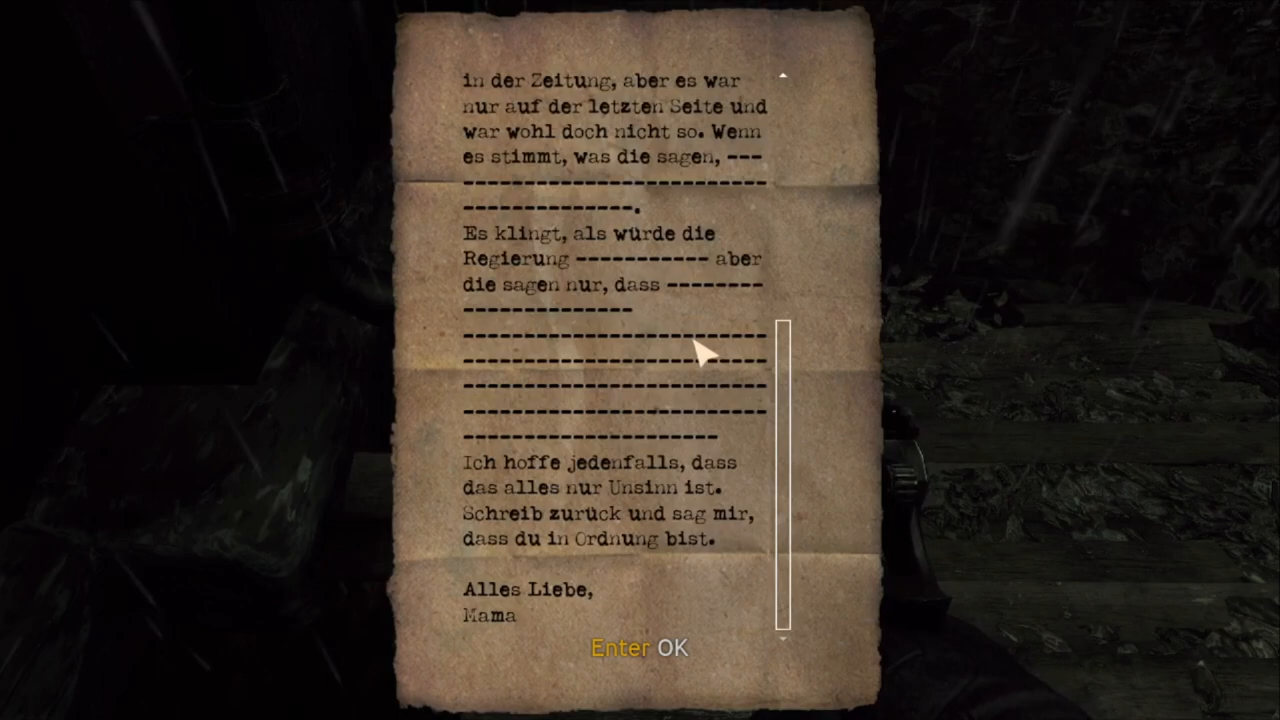 in der Zeitung, aber es war
nur auf der letzten Seite und
war wohl doch nicht so. Wenn
es stimmt, was die sagen, ---
-------------------------
--------------.
Es klingt, als würde die
Regierung ----------- aber
die sagen nur, dass --------
--------------
-------------------------
-------------------------
-------------------------
-------------------------
---------------------
Ich hoffe jedenfalls, dass
das alles nur Unsinn ist.
Schreib zurück und sag mir,
dass du in Ordnung bist.
Alles Liebe,
Mama
Enter OK